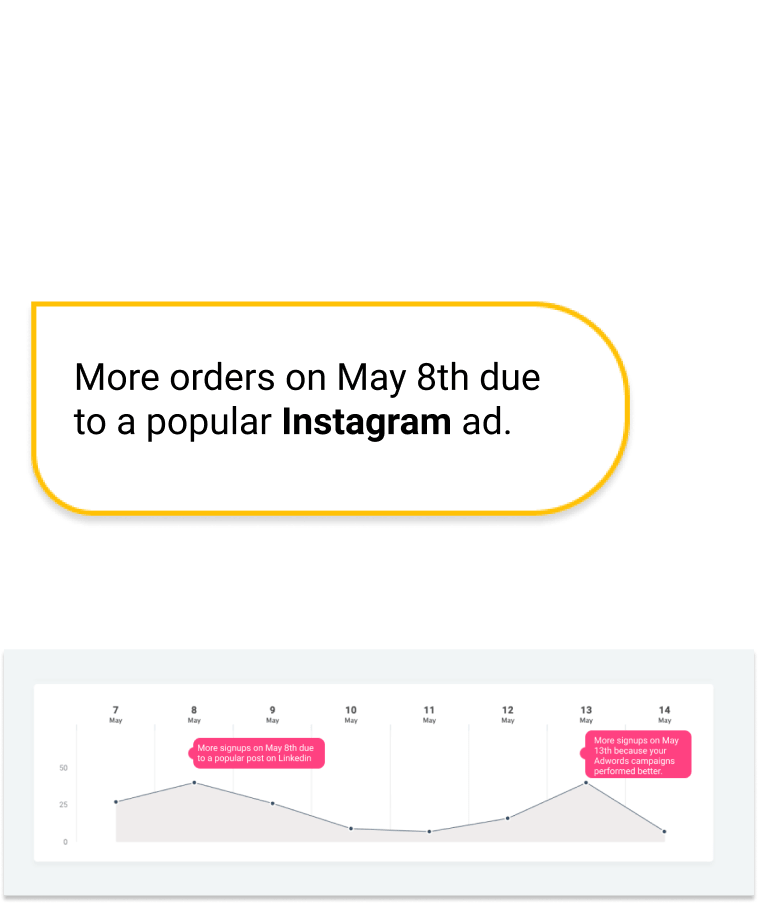 More orders on May 8th due
to a popular Instagram ad.
7 8 9 10 11 12 13 14
May May May May May May May May
More signups on May 8th due
to a popular post on Linkedin
More signups on May
13th because your
Adwords campaigns
performed better.
50
25
0